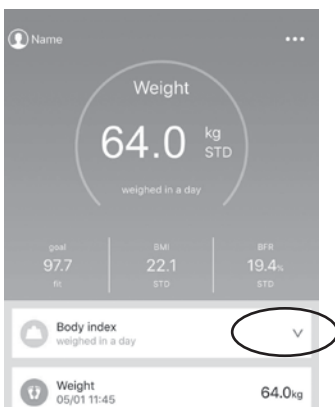 Name
Weight
64.0 kg STD
weighed in a day
goal BMI BFR
97.7 22.1 19.4%
fit STD STD
Body index
weighed in a day
Weight 64.0kg
05/01 11:45